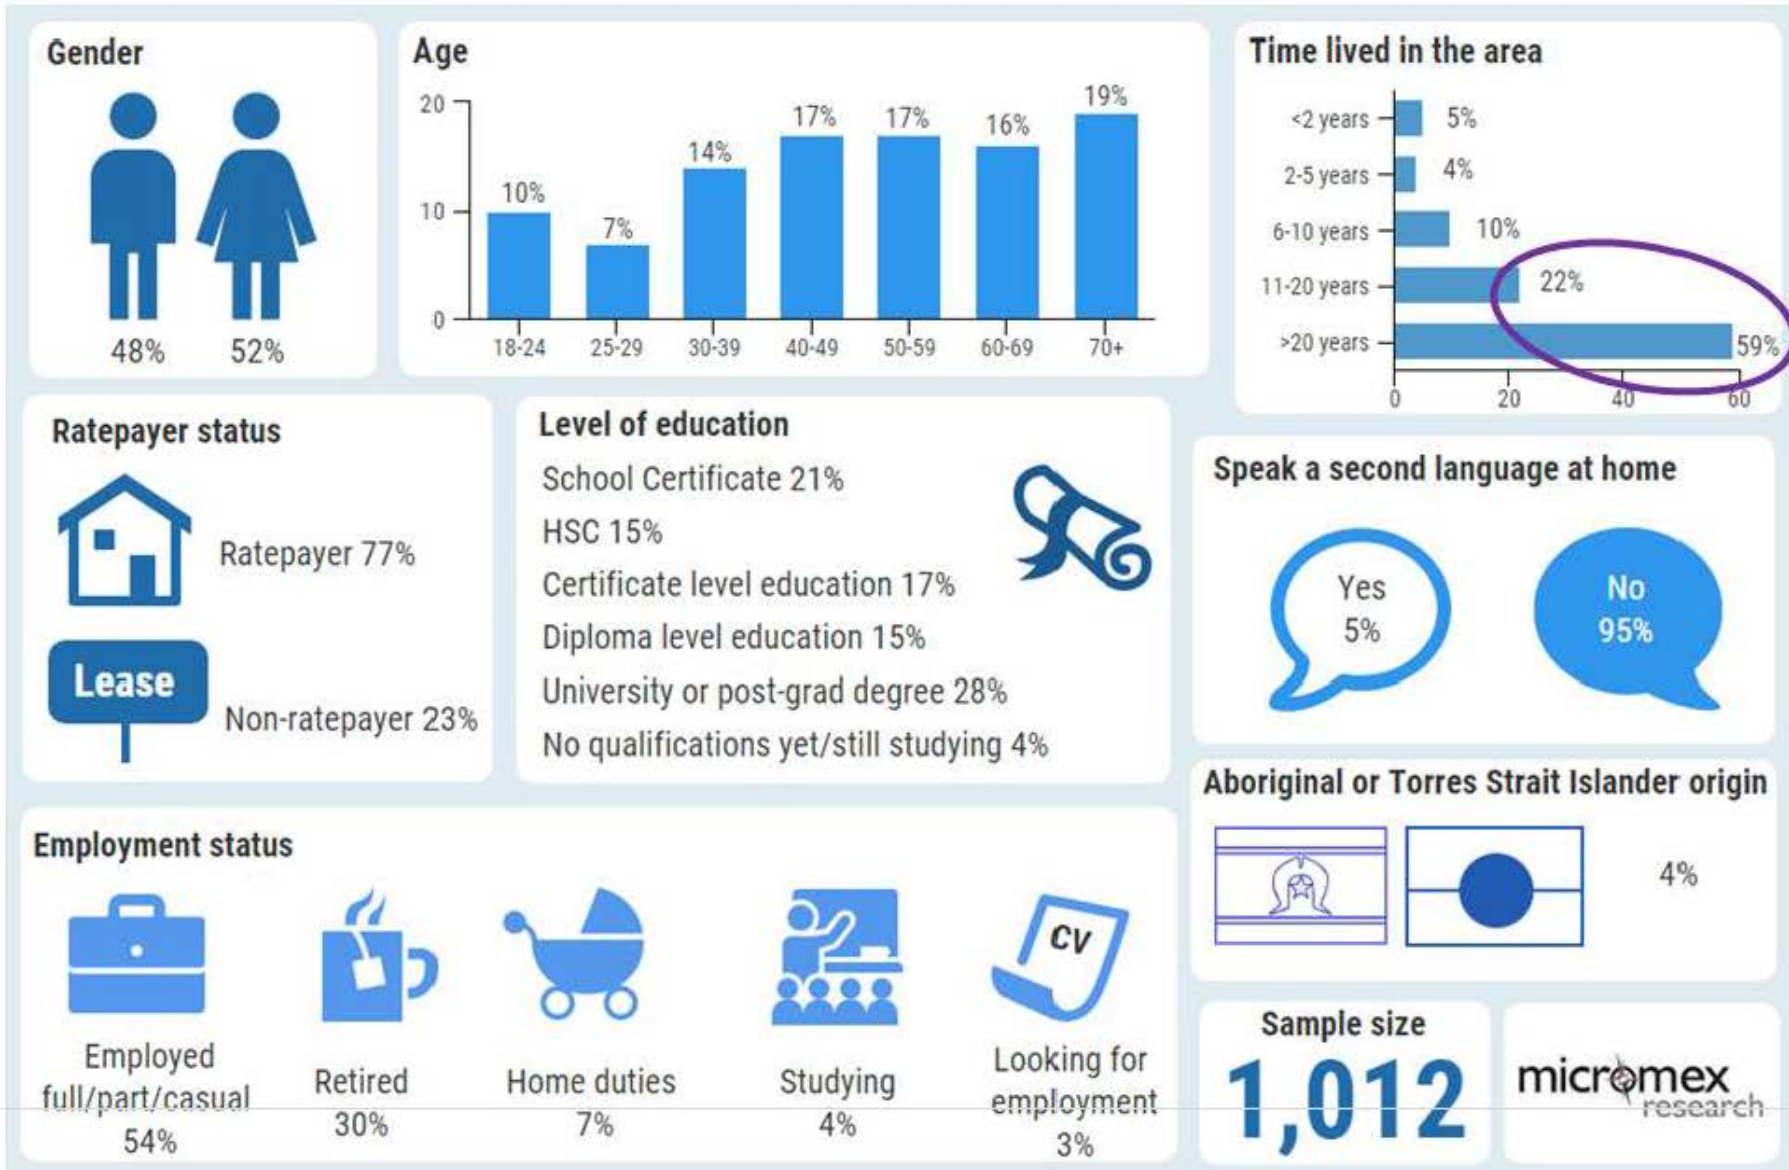 Gender
48%
52%
Age
20
10
0
10%
7%
14%
17%
17%
16%
19%
18-24
25-29
30-39
40-49
50-59
60-69
70+
Time lived in the area
<2 years
5%
2-5 years
4%
6-10 years
10%
11-20 years
22%
>20 years
59%
0
20
40
60
Ratepayer status
Ratepayer 77%
Lease
Non-ratepayer 23%
Level of education
School Certificate 21%
HSC 15%
Certificate level education 17%
Diploma level education 15%
University or post-grad degree 28%
No qualifications yet/still studying 4%
Speak a second language at home
Yes
5%
No
95%
Aboriginal or Torres Strait Islander origin
4%
Employment status
Employed
full/part/casual
54%
Retired
30%
Home duties
7%
Studying
4%
CV
Looking for
employment
3%
Sample size
1,012
micromex
research